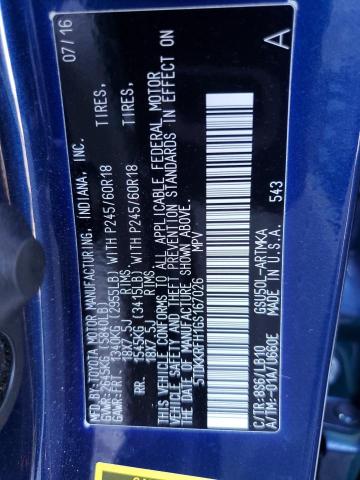 07/16
MFD.BY:TOYOTA MOTOR MANUFACTURING, INDIANA, INC.
GVWR:2665KG (5840LB)
GAWR:FRT. 1340KG (2955LB) WITH P245/60R18 TIRES,
18X7.5J RIMS,
RR. 1545KG (3415LB) WITH P245/60R18 TIRES,
18X7.5J RIMS.
THIS VEHICLE CONFORMS TO ALL APPLICABLE FEDERAL MOTOR
VEHICLE SAFETY AND THEFT PREVENTION STANDARDS IN EFFECT ON
THE DATE OF MANUFACTURE SHOWN ABOVE.
5TDKKRFH1GS167726 MPV
C/TR:8S6/LB10 GSU50L-ARTMKA
A/TM:-01A/U660E MADE IN U.S.A. 543
A